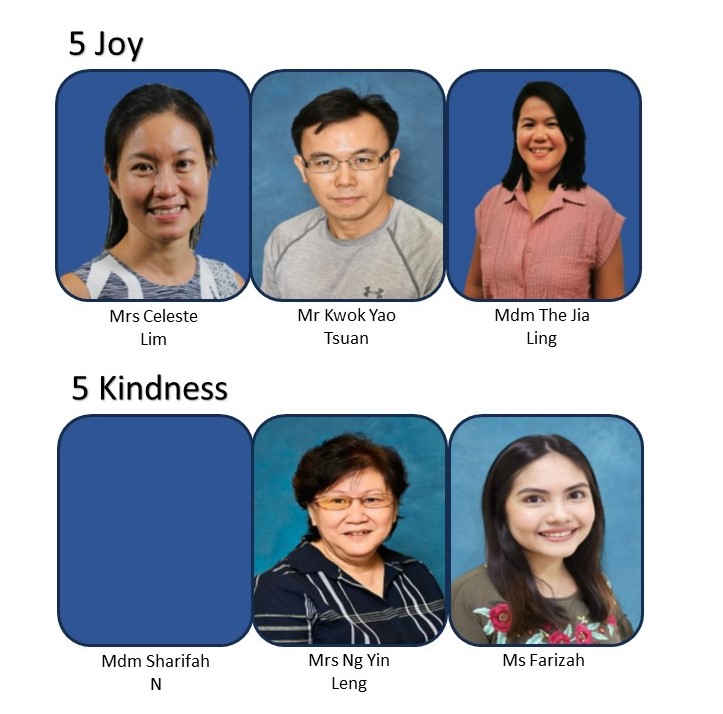 5 Joy
Mrs Celeste
Lim
Mr Kwok Yao
Tsuan
Mdm The Jia
Ling
5 Kindness
Mdm Sharifah
N
Mrs Ng Yin
Leng
Ms Farizah